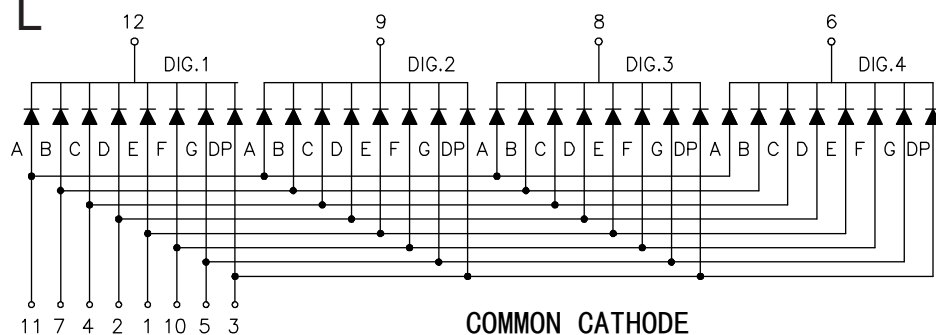 L
12 9 8 6
DIG.1 DIG.2 DIG.3 DIG.4
A B C D E F G DP A B C D E F G DP A B C D E F G DP A B C D E F G DP
11 7 4 2 1 10 5 3
COMMON CATHODE